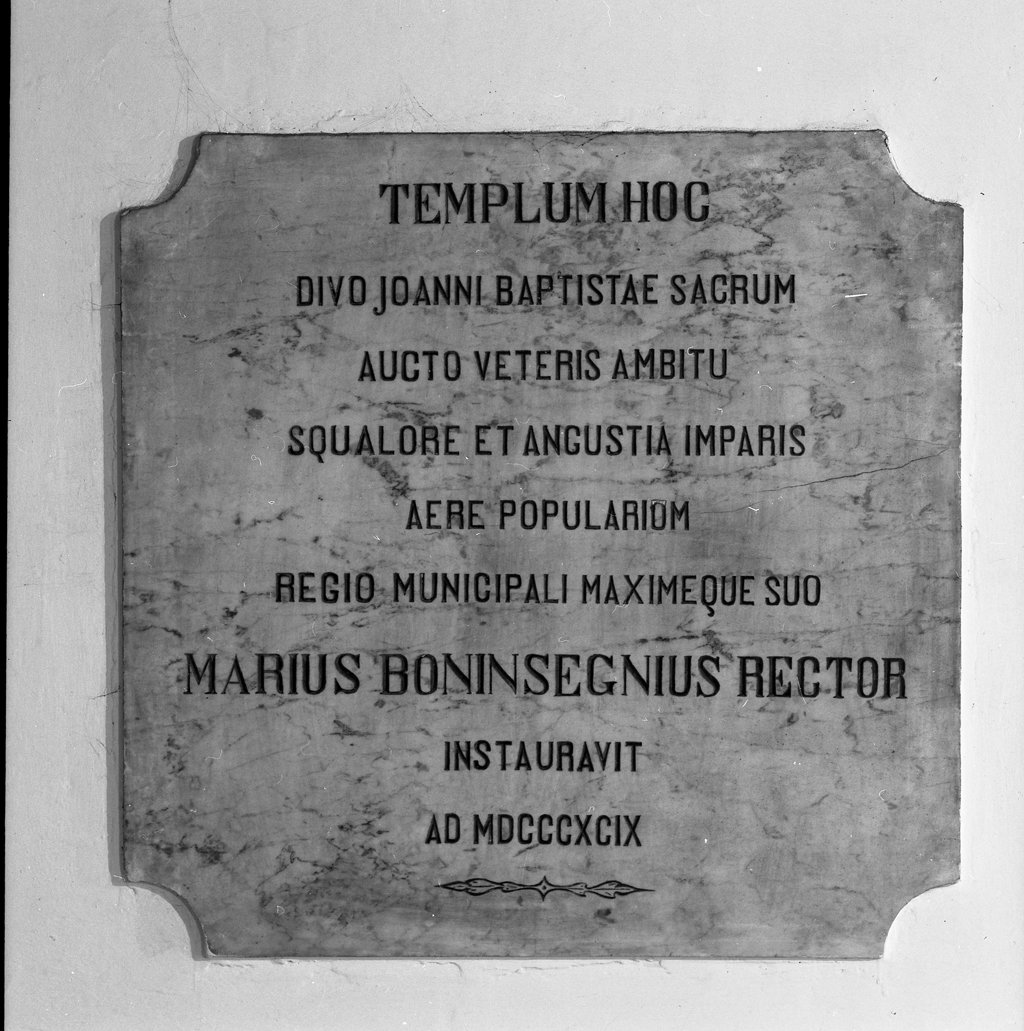 TEMPLUM HOC
DIVO JOANNI BAPTISTAE SACRUM
AUCTO VETERIS AMBITU
SQUALORE ET ANGUSTIA IMPARIS
AERE POPULARIUM
REGIO MUNICIPALI MAXIMEQUE SUO
MARIUS BONINSEGNIUS RECTOR
INSTAURAVIT
AD MDCCCXCIX